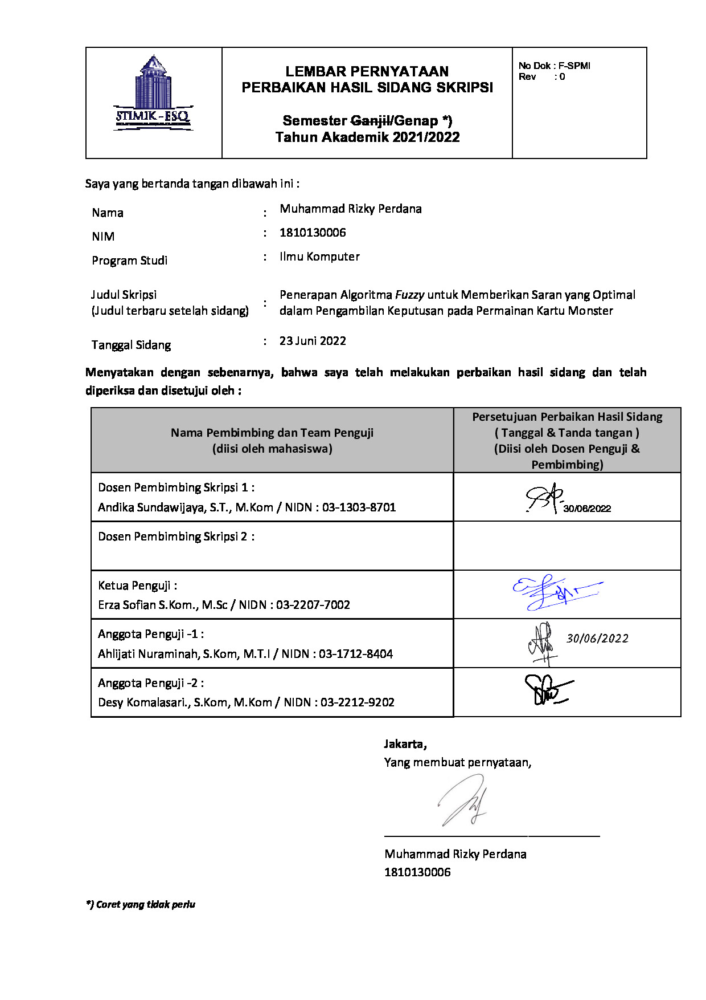 STIMIK-ESQ
LEMBAR PERNYATAAN
PERBAIKAN HASIL SIDANG SKRIPSI
Semester Ganjil/Genap *)
Tahun Akademik 2021/2022
No Dok : F-SPMI
Rev : 0
Saya yang bertanda tangan dibawah ini :
Nama : Muhammad Rizky Perdana
NIM : 1810130006
Program Studi : Ilmu Komputer
Judul Skripsi
(Judul terbaru setelah sidang) :
Penerapan Algoritma Fuzzy untuk Memberikan Saran yang Optimal
dalam Pengambilan Keputusan pada Permainan Kartu Monster
Tanggal Sidang : 23 Juni 2022
Menyatakan dengan sebenarnya, bahwa saya telah melakukan perbaikan hasil sidang dan telah
diperiksa dan disetujui oleh :
Nama Pembimbing dan Team Penguji
(diisi oleh mahasiswa)
Persetujuan Perbaikan Hasil Sidang
( Tanggal & Tanda tangan )
(Diisi oleh Dosen Penguji &
Pembimbing)
Dosen Pembimbing Skripsi 1 :
Andika Sundawijaya, S.T., M.Kom / NIDN : 03-1303-8701
30/06/2022
Dosen Pembimbing Skripsi 2 :
Ketua Penguji :
Erza Sofian S.Kom., M.Sc / NIDN : 03-2207-7002
Anggota Penguji -1 :
Ahlijati Nuraminah, S.Kom, M.T.I / NIDN : 03-1712-8404
30/06/2022
Anggota Penguji -2 :
Desy Komalasari., S.Kom, M.Kom / NIDN : 03-2212-9202
Jakarta,
Yang membuat pernyataan,
Muhammad Rizky Perdana
1810130006
*) Coret yang tidak perlu